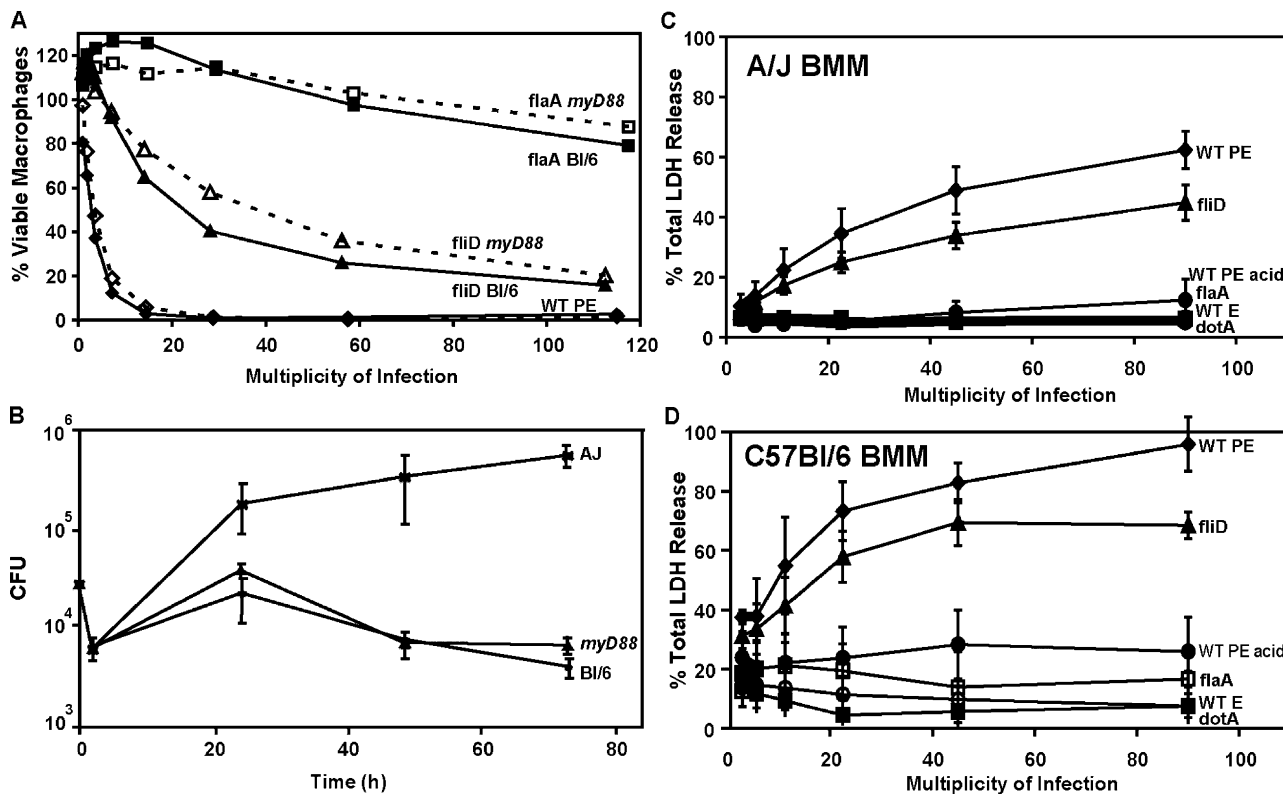 A
% Viable Macrophages
120
100
80
60
40
20
0
flaA myD88
flaA Bl/6
fliD myD88
fliD Bl/6
WT PE
0 20 40 60 80 100 120
Multiplicity of Infection
B
CFU
10^6
10^5
10^4
10^3
AJ
myD88
Bl/6
0 20 40 60 80
Time (h)
C
A/J BMM
% Total LDH Release
100
80
60
40
20
0
WT PE
fliD
WT PE acid
flaA
WT E
dotA
0 20 40 60 80 100
Multiplicity of Infection
D
C57Bl/6 BMM
% Total LDH Release
100
80
60
40
20
0
WT PE
fliD
WT PE acid
flaA
WT E
dotA
0 20 40 60 80 100
Multiplicity of Infection